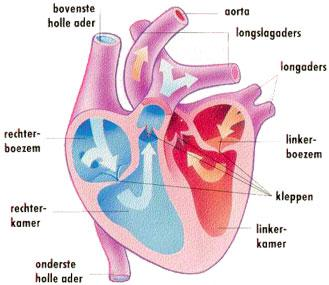 bovenste
holle ader
aorta
longslagaders
longaders
rechter-
boezem
linker-
boezem
kleppen
rechter-
kamer
linker-
kamer
onderste
holle ader